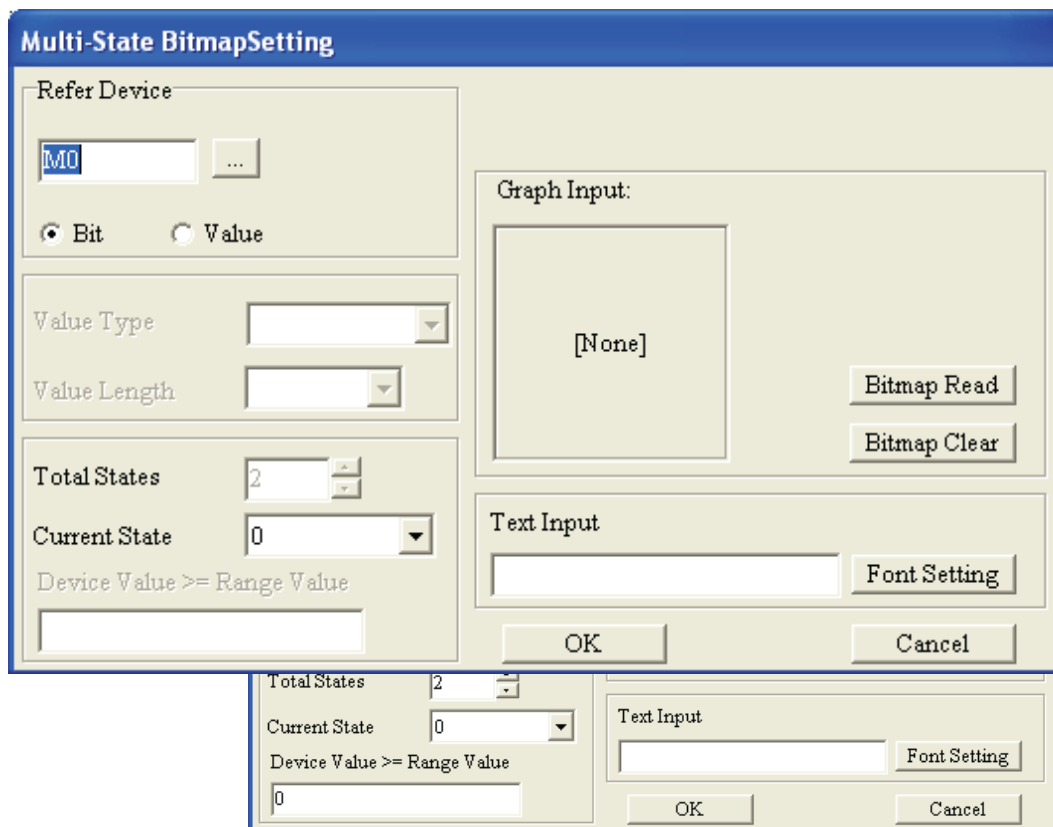 Multi-State BitmapSetting
Refer Device
M0
...
Bit Value
Value Type
Value Length
Total States 2
Current State 0
Device Value >= Range Value
Graph Input:
[None]
Bitmap Read
Bitmap Clear
Text Input
Font Setting
OK Cancel
Total States 2
Current State 0
Device Value >= Range Value
0
Text Input
Font Setting
OK Cancel